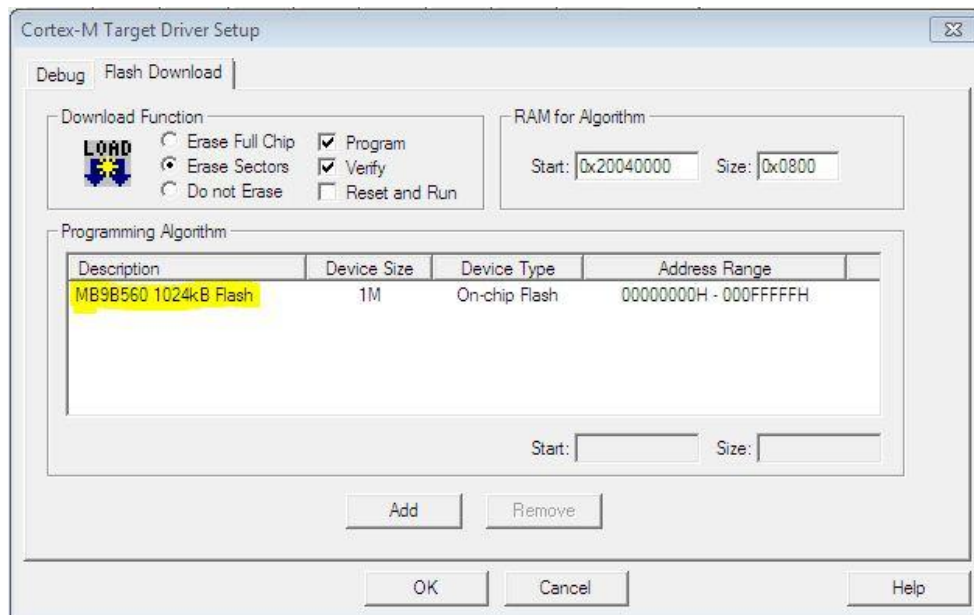 Cortex-M Target Driver Setup
Debug Flash Download
Download Function
LOAD
Erase Full Chip Program
Erase Sectors Verify
Do not Erase Reset and Run
RAM for Algorithm
Start: 0x20040000 Size: 0x0800
Programming Algorithm
Description Device Size Device Type Address Range
MB9B560 1024kB Flash 1M On-chip Flash 00000000H - 000FFFFFH
Start: Size:
Add Remove
OK Cancel Help